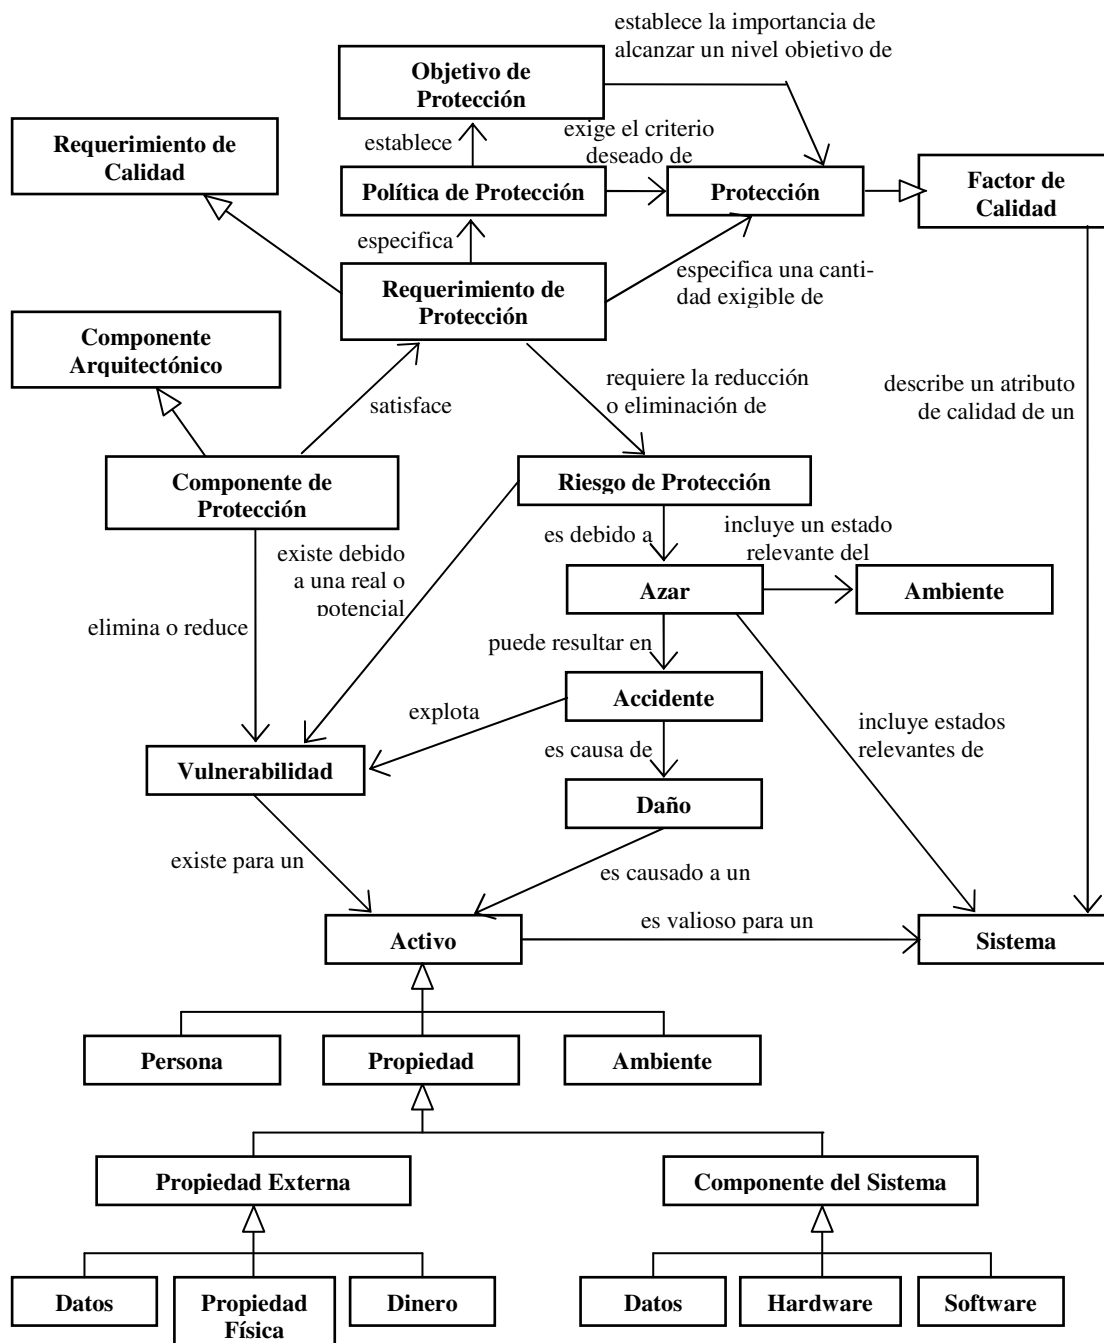 establece la importancia de
alcanzar un nivel objetivo de
Objetivo de
Protección
Requerimiento de
Calidad
establece
exige el criterio
deseado de
Política de Protección
Protección
Factor de
Calidad
especifica
Requerimiento de
Protección
especifica una canti-
dad exigible de
Componente
Arquitectónico
satisface
requiere la reducción
o eliminación de
describe un atributo
de calidad de un
Componente de
Protección
Riesgo de Protección
es debido a
incluye un estado
relevante del
existe debido
a una real o
potencial
Azar
Ambiente
elimina o reduce
puede resultar en
Accidente
explota
incluye estados
relevantes de
es causa de
Vulnerabilidad
Daño
existe para un
es causado a un
Activo
es valioso para un
Sistema
Persona
Propiedad
Ambiente
Propiedad Externa
Componente del Sistema
Datos
Propiedad
Física
Dinero
Datos
Hardware
Software